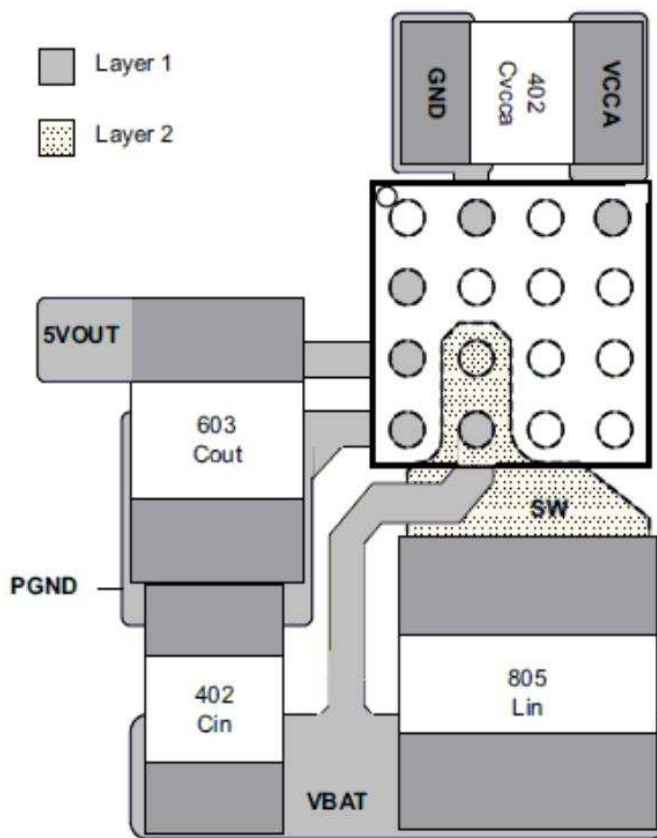 Layer 1
Layer 2
GND
402
Cvcca
VCCA
5VOUT
603
Cout
SW
PGND
402
Cin
805
Lin
VBAT